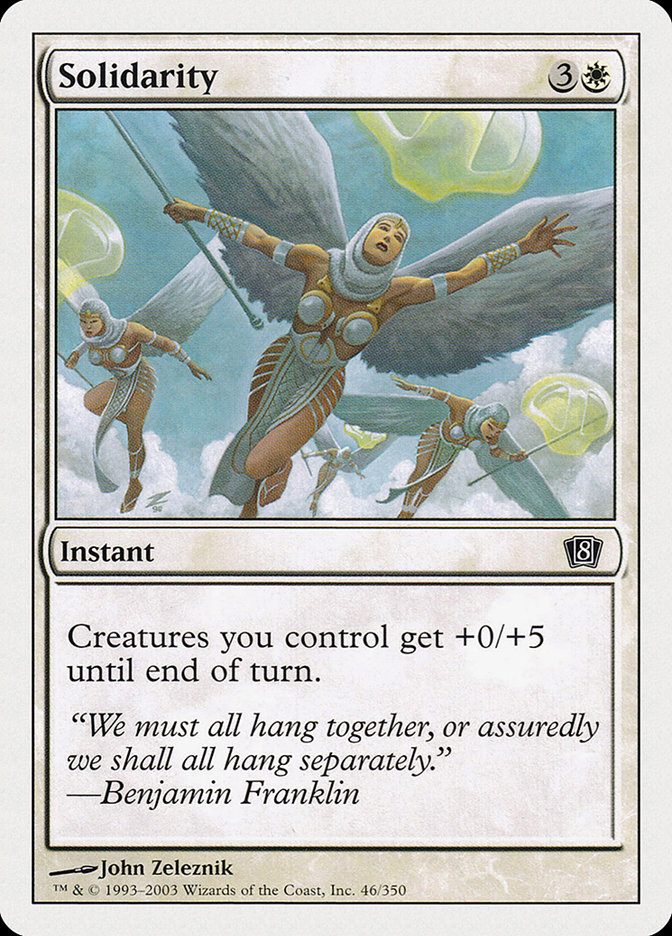 Solidarity 3
Instant 8
Creatures you control get +0/+5
until end of turn.
“We must all hang together, or assuredly
we shall all hang separately.”
—Benjamin Franklin
John Zeleznik
™ & © 1993–2003 Wizards of the Coast, Inc. 46/350
Z
98